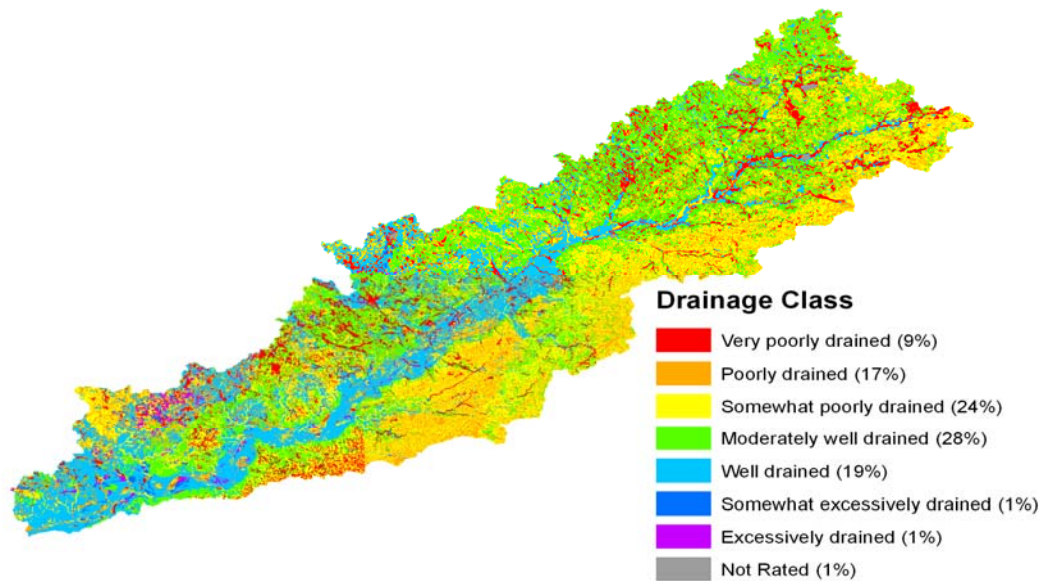 Drainage Class
Very poorly drained (9%)
Poorly drained (17%)
Somewhat poorly drained (24%)
Moderately well drained (28%)
Well drained (19%)
Somewhat excessively drained (1%)
Excessively drained (1%)
Not Rated (1%)